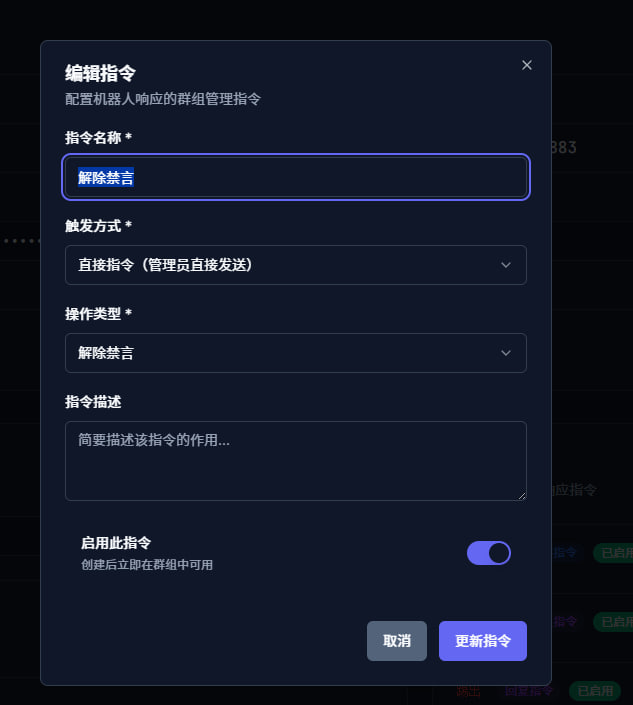 编辑指令
配置机器人响应的群组管理指令
指令名称 *
883
解除禁言
触发方式 *
直接指令（管理员直接发送）
操作类型 *
解除禁言
指令描述
简要描述该指令的作用...
应指令
启用此指令
创建后立即在群组中可用
指令
已启用
指令
已启用
取消
更新指令
踢出
回复指令
已启用